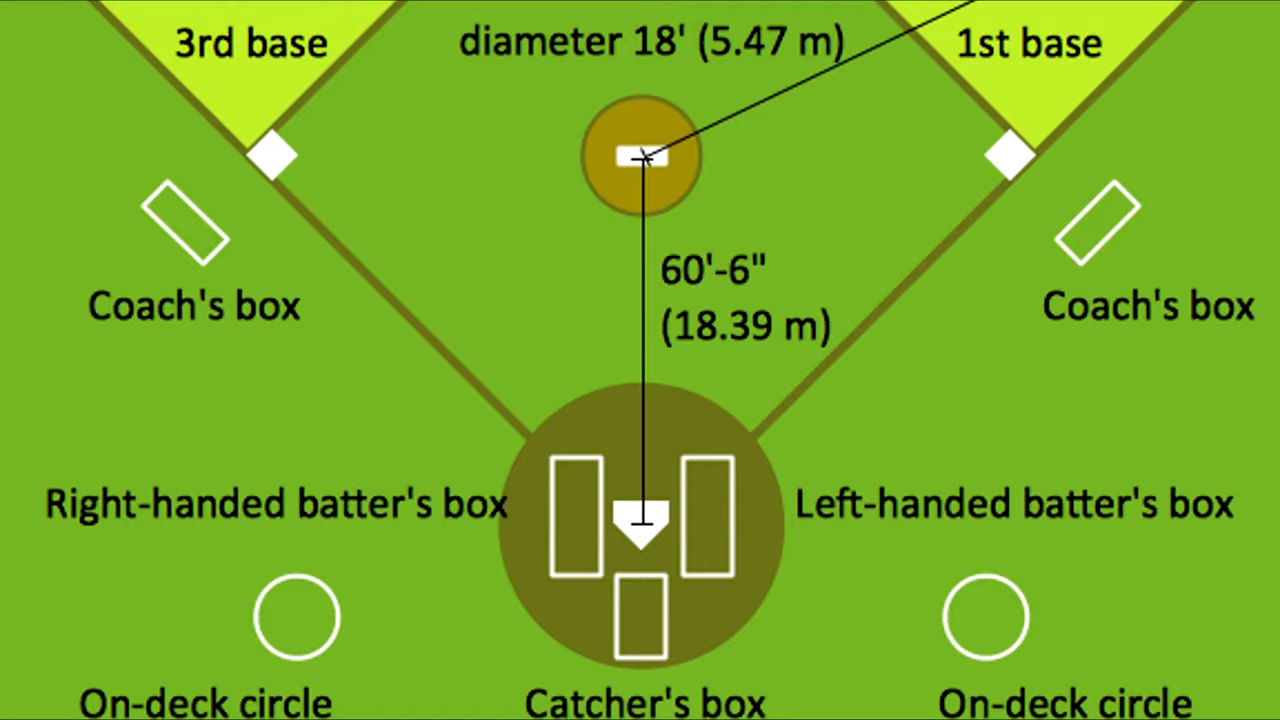 3rd base
diameter 18' (5.47 m)
1st base
60'-6"
(18.39 m)
Coach's box
Coach's box
Right-handed batter's box
Left-handed batter's box
On-deck circle
Catcher's box
On-deck circle